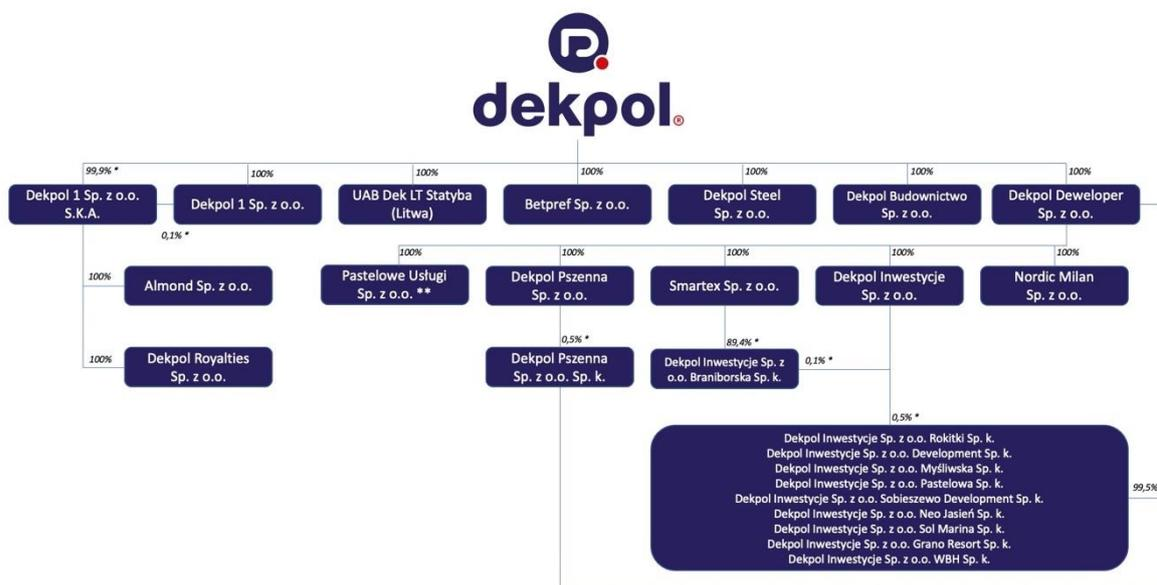 dekpol®
99,9% *
100%
100%
100%
100%
100%
100%
Dekpol 1 Sp. z o.o.
S.K.A.
Dekpol 1 Sp. z o.o.
UAB Dek LT Statyba
(Litwa)
Betpref Sp. z o.o.
Dekpol Steel
Sp. z o.o.
Dekpol Budownictwo
Sp. z o.o.
Dekpol Deweloper
Sp. z o.o.
0,1% *
100%
100%
100%
100%
100%
100%
Almond Sp. z o.o.
Pastelowe Usługi
Sp. z o.o. **
Dekpol Pszenna
Sp. z o.o.
Smartex Sp. z o.o.
Dekpol Inwestycje
Sp. z o.o.
Nordic Milan
Sp. z o.o.
100%
Dekpol Royalties
Sp. z o.o.
0,5% *
Dekpol Pszenna
Sp. z o.o. Sp. k.
89,4% *
Dekpol Inwestycje Sp. z
o.o. Braniborska Sp. k.
0,1% *
0,5% *
Dekpol Inwestycje Sp. z o.o. Rokitki Sp. k.
Dekpol Inwestycje Sp. z o.o. Development Sp. k.
Dekpol Inwestycje Sp. z o.o. Myśliwska Sp. k.
Dekpol Inwestycje Sp. z o.o. Pastelowa Sp. k.
Dekpol Inwestycje Sp. z o.o. Sobieszewo Development Sp. k.
Dekpol Inwestycje Sp. z o.o. Neo Jasień Sp. k.
Dekpol Inwestycje Sp. z o.o. Sol Marina Sp. k.
Dekpol Inwestycje Sp. z o.o. Grano Resort Sp. k.
Dekpol Inwestycje Sp. z o.o. WBH Sp. k.
99,5%